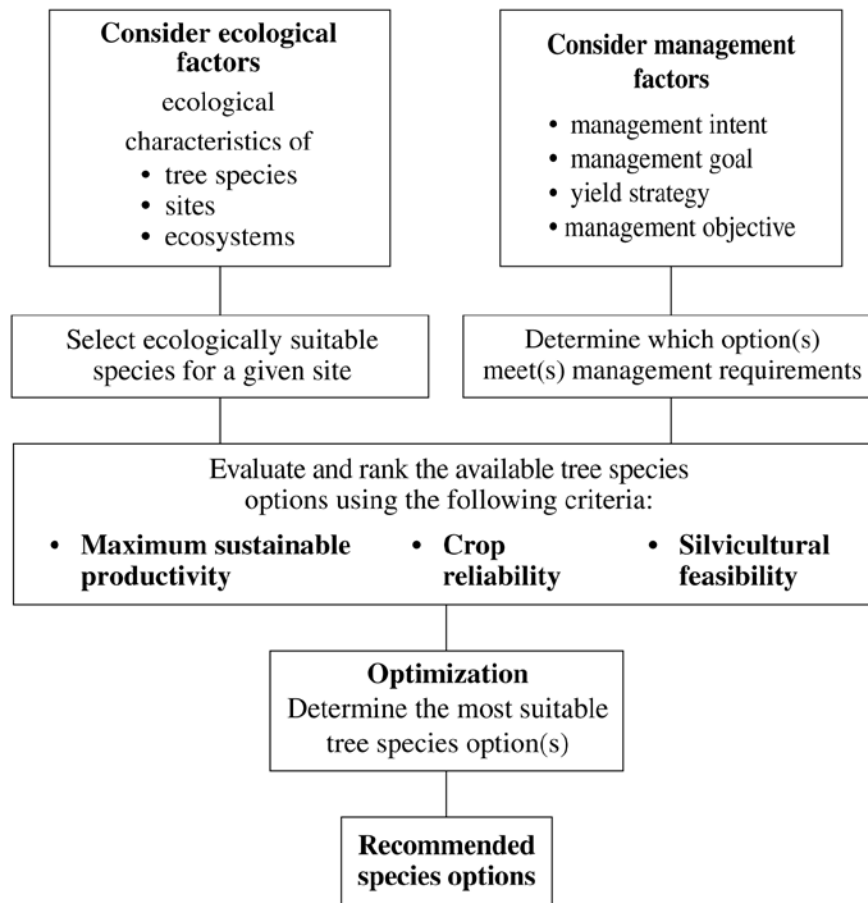 Consider ecological
factors
ecological
characteristics of
• tree species
• sites
• ecosystems
Consider management
factors
• management intent
• management goal
• yield strategy
• management objective
Select ecologically suitable
species for a given site
Determine which option(s)
meet(s) management requirements
Evaluate and rank the available tree species
options using the following criteria:
• Maximum sustainable
productivity
• Crop
reliability
• Silvicultural
feasibility
Optimization
Determine the most suitable
tree species option(s)
Recommended
species options